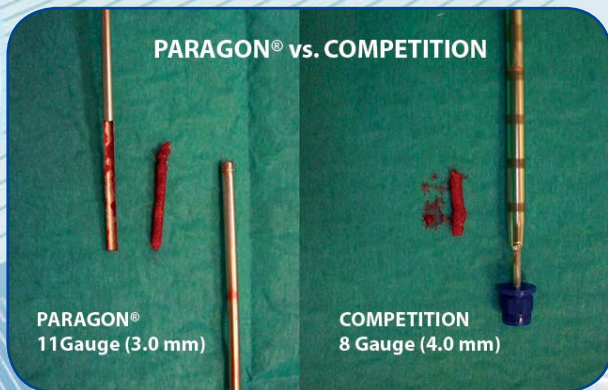 PARAGON® vs. COMPETITION
PARAGON®
11Gauge (3.0 mm)
COMPETITION
8 Gauge (4.0 mm)